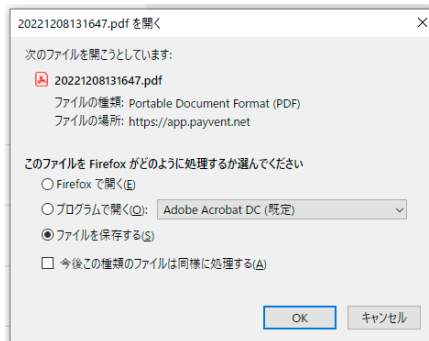 20221208131647.pdf を開く
次のファイルを開こうとしています:
20221208131647.pdf
ファイルの種類: Portable Document Format (PDF)
ファイルの場所: https://app.payvent.net
このファイルを Firefox がどのように処理するか選んでください
Firefox で開く(E)
プログラムで開く(O): Adobe Acrobat DC (既定)
ファイルを保存する(S)
今後この種類のファイルは同様に処理する(A)
OK キャンセル